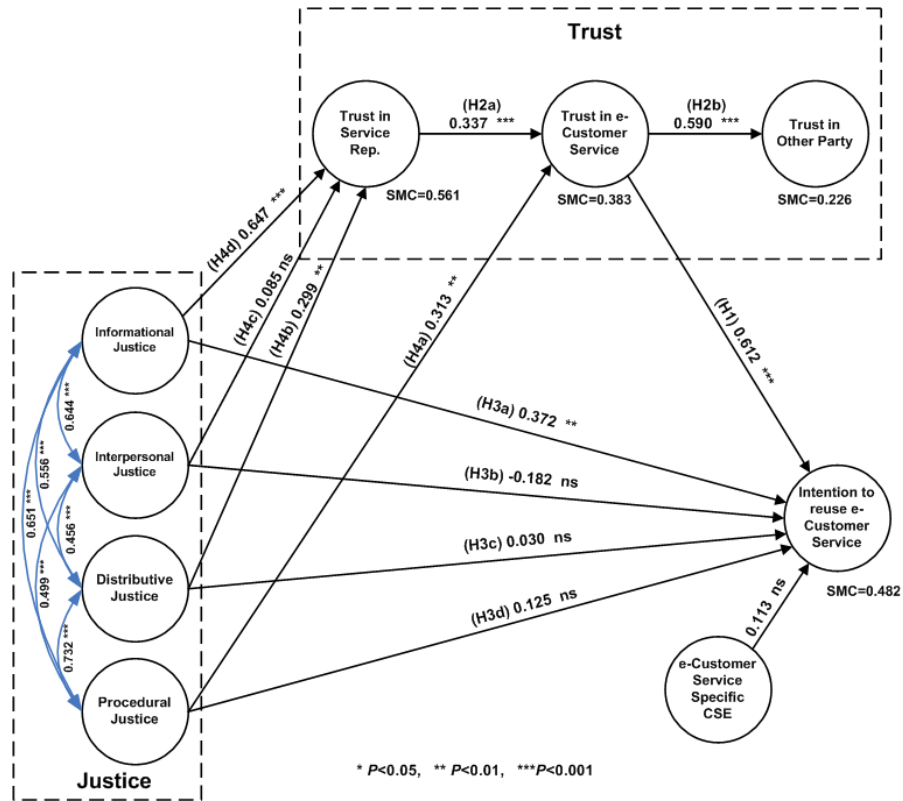 Trust
Trust in
Service
Rep.
(H2a)
0.337 ***
Trust in e-
Customer
Service
(H2b)
0.590 ***
Trust in
Other Party
SMC=0.561
SMC=0.383
SMC=0.226
(H4d) 0.647 ***
(H4c) 0.085 ns
(H4b) 0.299 **
(H4a) 0.313 **
(H1) 0.612 ***
Informational
Justice
Interpersonal
Justice
Distributive
Justice
Procedural
Justice
Justice
0.644 ***
0.556 ***
0.651 ***
0.456 ***
0.499 ***
0.732 ***
(H3a) 0.372 **
(H3b) -0.182 ns
(H3c) 0.030 ns
(H3d) 0.125 ns
Intention to
reuse e-
Customer
Service
SMC=0.482
0.113 ns
e-Customer
Service
Specific
CSE
* P<0.05, ** P<0.01, ***P<0.001